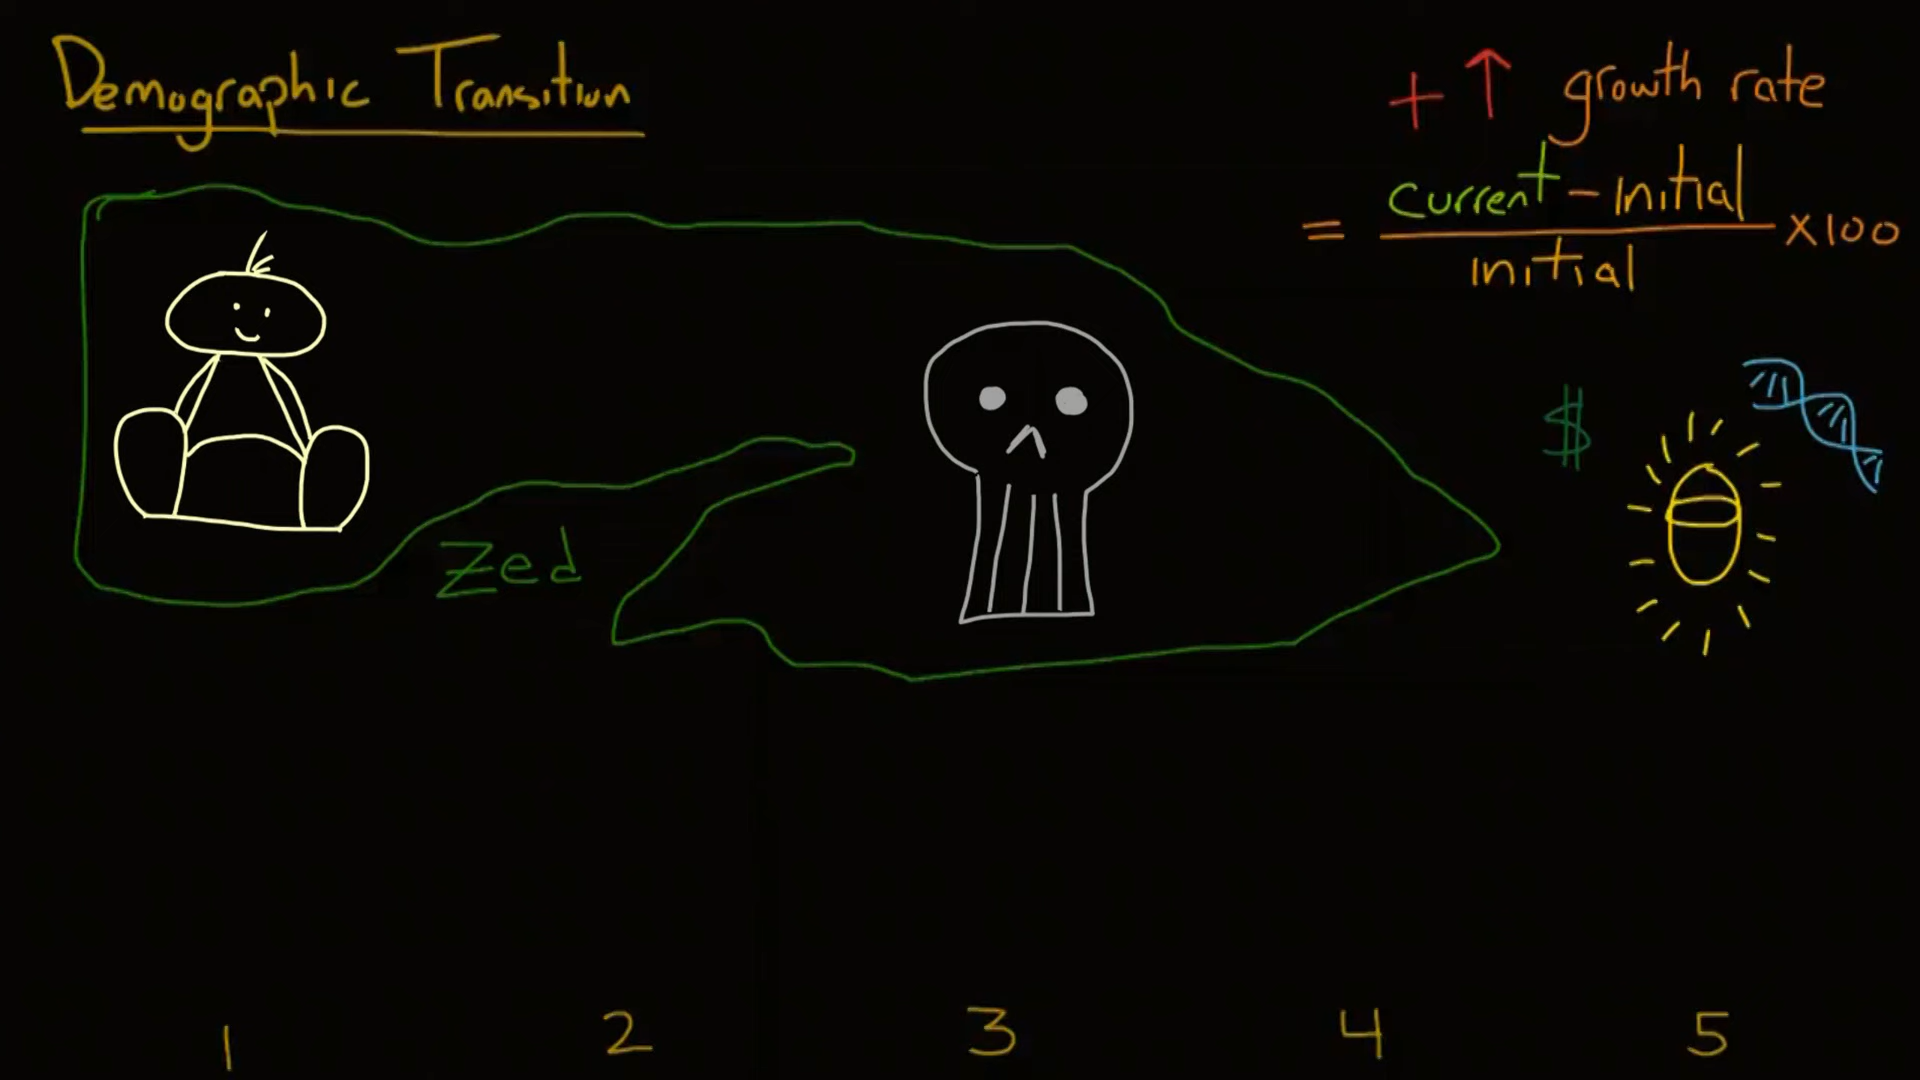 Demographic Transition
+ ↑ growth rate
= current - initial
initial
x100
$
Zed
1 2 3 4 5